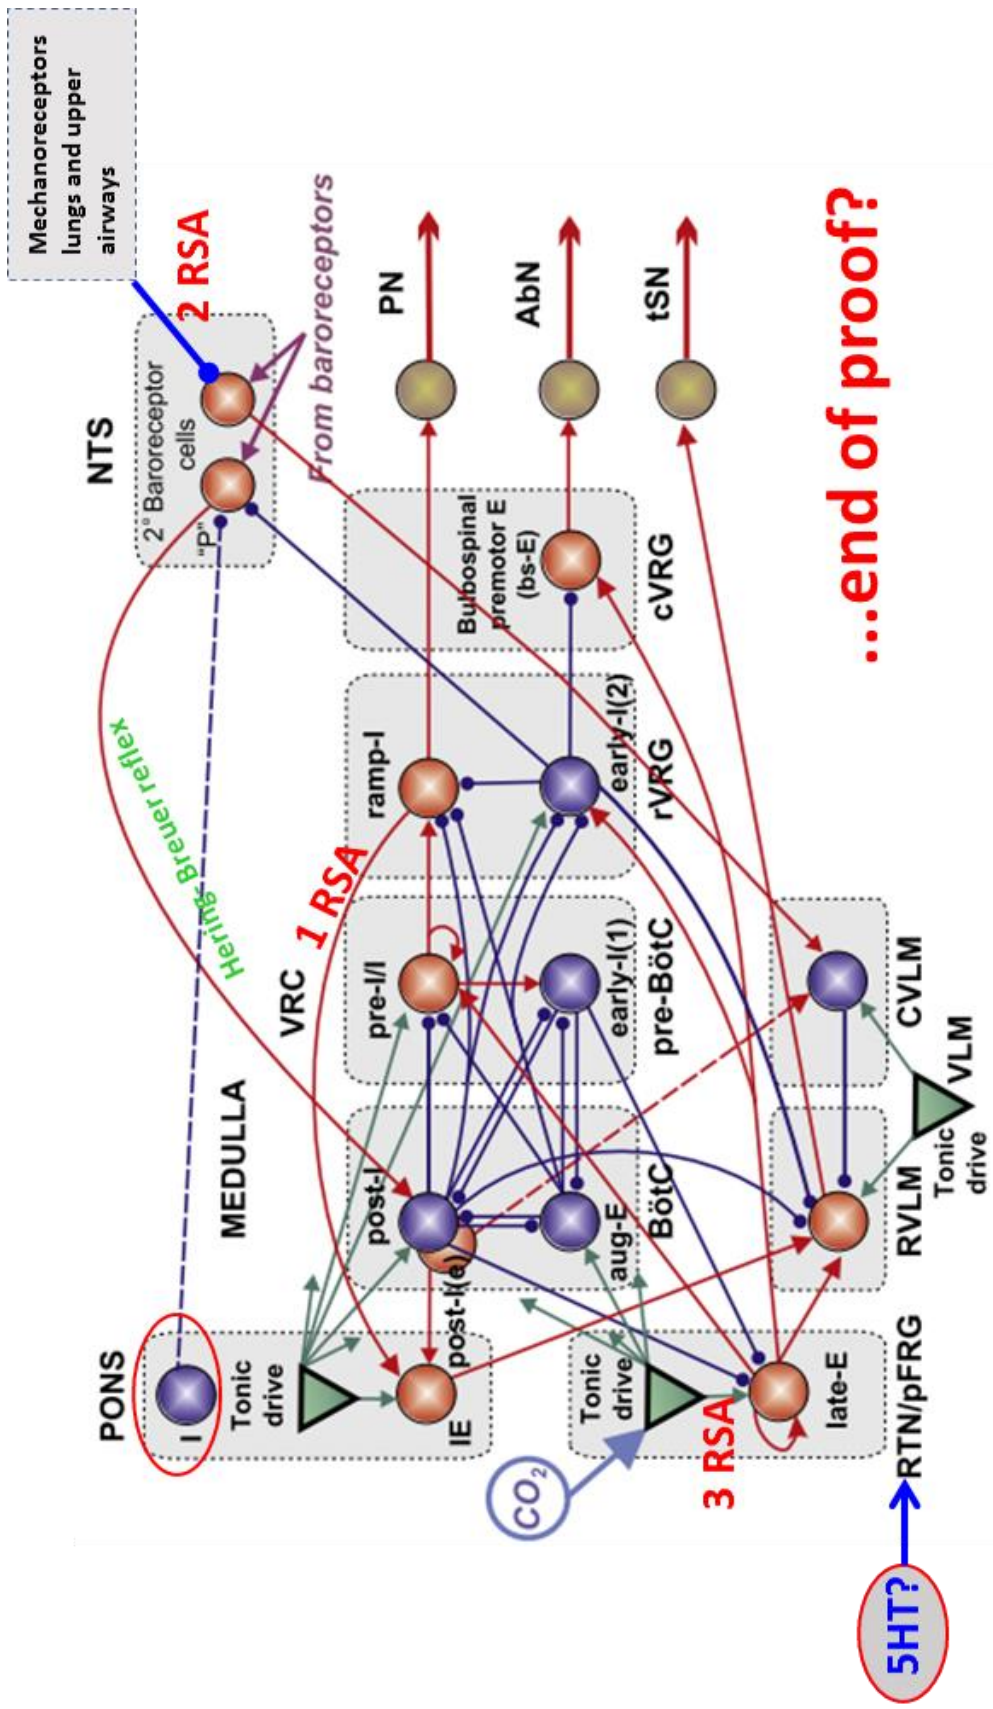 Mechanoreceptors
lungs and upper
airways
NTS
2° Baroreceptor
cells
"P"
2 RSA
From baroreceptors
PONS
I
Tonic
drive
IE
MEDULLA
Hering-Breuer reflex
VRC
1 RSA
post-I
post-I(e)
aug-E
BötC
pre-I/I
early-I(1)
pre-BötC
ramp-I
early-I(2)
rVRG
Bulbospinal
premotor E
(bs-E)
cVRG
PN
AbN
tSN
CO2
Tonic
drive
3 RSA
late-E
RTN/pFRG
5HT?
RVLM
CVLM
Tonic
drive
VLM
...end of proof?